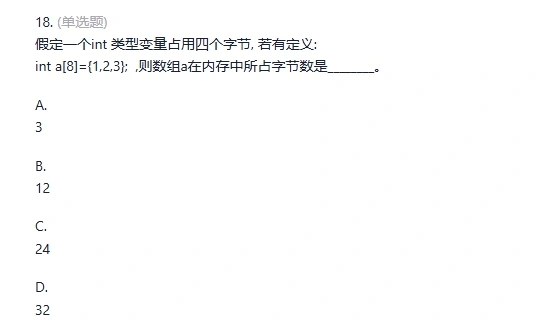 18. (单选题)
假定一个int 类型变量占用四个字节, 若有定义:
int a[8]={1,2,3};  ,则数组a在内存中所占字节数是________。
A.
3
B.
12
C.
24
D.
32